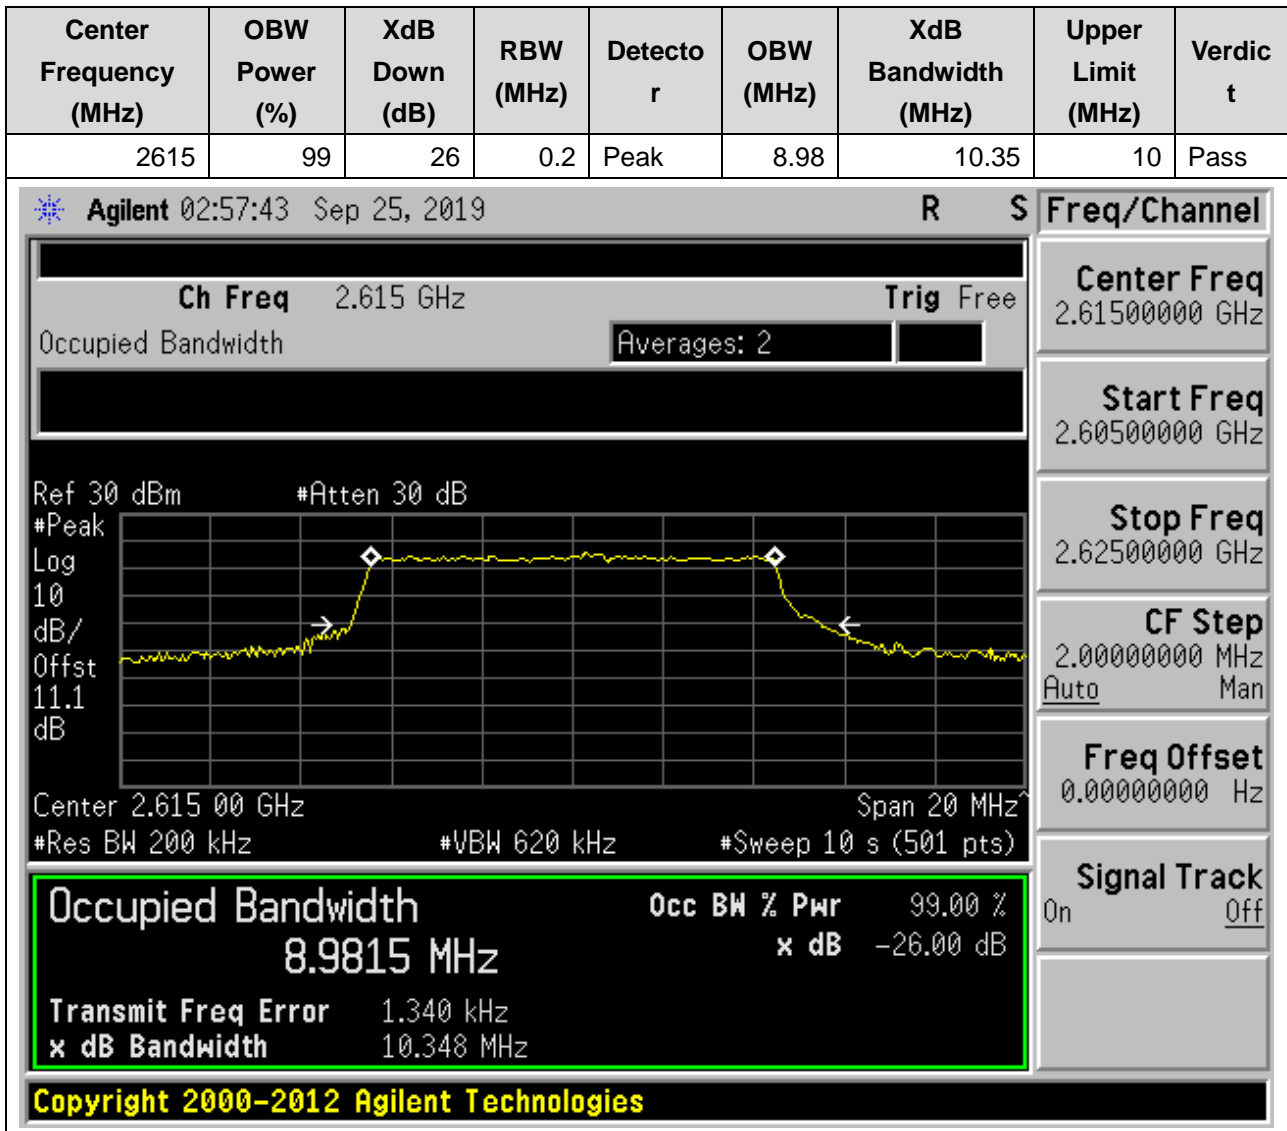 Center Frequency (MHz) OBW Power (%) XdB Down (dB) RBW (MHz) Detecto r OBW (MHz) XdB Bandwidth (MHz) Upper Limit (MHz) Verdic t
2615 99 26 0.2 Peak 8.98 10.35 10 Pass
Agilent 02:57:43 Sep 25, 2019 R S
Ch Freq 2.615 GHz Trig Free
Occupied Bandwidth Averages: 2
Ref 30 dBm #Atten 30 dB
#Peak
Log
10
dB/
Offst
11.1
dB
Center 2.615 00 GHz Span 20 MHz^
#Res BW 200 kHz #VBW 620 kHz #Sweep 10 s (501 pts)
Occupied Bandwidth Occ BW % Pwr 99.00 %
8.9815 MHz x dB -26.00 dB
Transmit Freq Error 1.340 kHz
x dB Bandwidth 10.348 MHz
Copyright 2000-2012 Agilent Technologies
Freq/Channel
Center Freq
2.61500000 GHz
Start Freq
2.60500000 GHz
Stop Freq
2.62500000 GHz
CF Step
2.00000000 MHz
Auto Man
Freq Offset
0.00000000 Hz
Signal Track
On Off